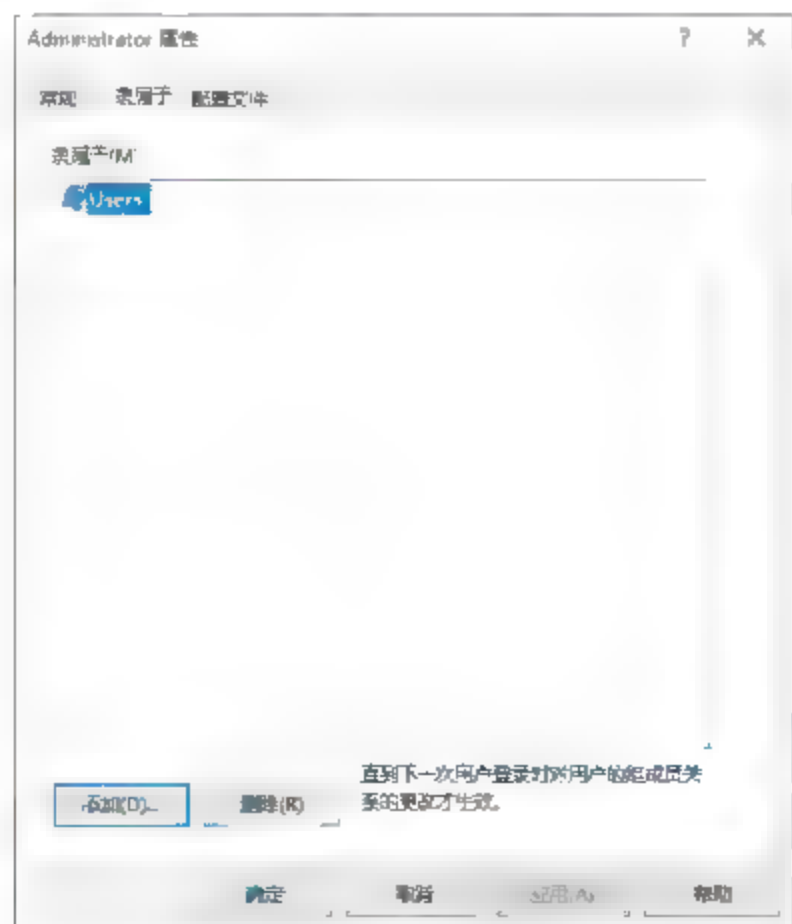 Administrator 属性
常规 隶属于 配置文件
隶属于(M)
Users
添加(D)... 删除(R)
直到下一次用户登录时对用户的组成员关
系的更改才生效。
确定 取消 应用(A) 帮助